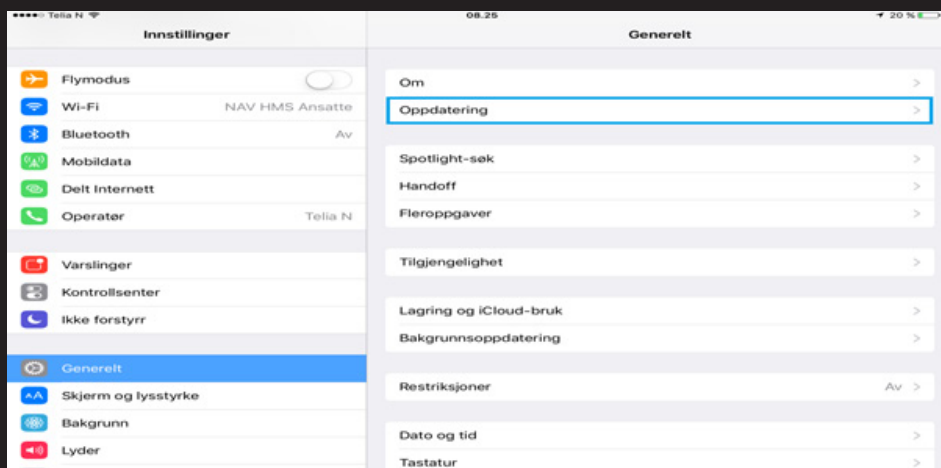 Telia N
08.25
20 %
Innstillinger
Generelt
Flymodus
Wi-Fi NAV HMS Ansatte
Bluetooth Av
Mobildata
Delt Internett
Operatør Telia N
Varslinger
Kontrollsenter
Ikke forstyrr
Generelt
AA Skjerm og lysstyrke
Bakgrunn
Lyder
Om
Oppdatering
Spotlight-søk
Handoff
Fleroppgaver
Tilgjengelighet
Lagring og iCloud-bruk
Bakgrunnsoppdatering
Restriksjoner Av
Dato og tid
Tastatur